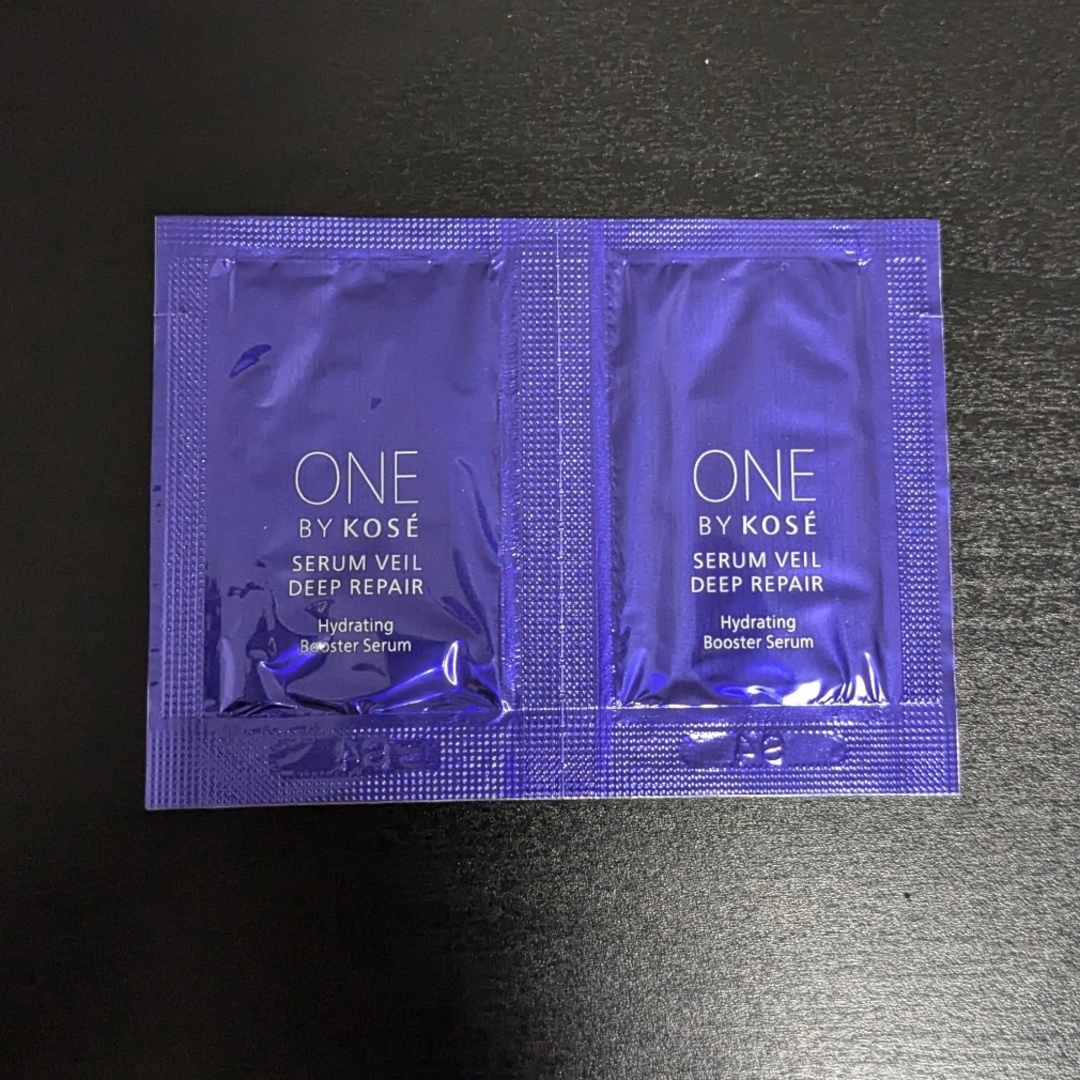 ONE
BY KOSÉ
SERUM VEIL
DEEP REPAIR
Hydrating
Booster Serum
ONE
BY KOSÉ
SERUM VEIL
DEEP REPAIR
Hydrating
Booster Serum